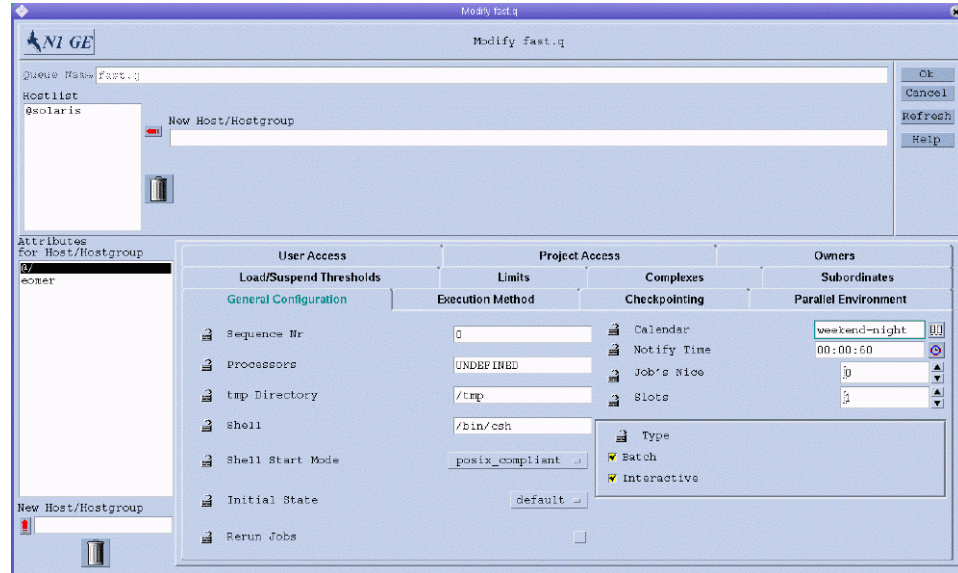 Modify fast.q
N1 GE
Modify fast.q
Queue Name fast.q
Ok
Cancel
Refresh
Help
Hostlist
@solaris
New Host/Hostgroup
Attributes
for Host/Hostgroup
@/
eomer
New Host/Hostgroup
User Access
Project Access
Owners
Load/Suspend Thresholds
Limits
Complexes
Subordinates
General Configuration
Execution Method
Checkpointing
Parallel Environment
Sequence Nr
0
Processors
UNDEFINED
tmp Directory
/tmp
Shell
/bin/csh
Shell Start Mode
posix_compliant
Initial State
default
Rerun Jobs
Calendar
weekend-night
Notify Time
00:00:60
Job's Nice
0
Slots
1
Type
Batch
Interactive